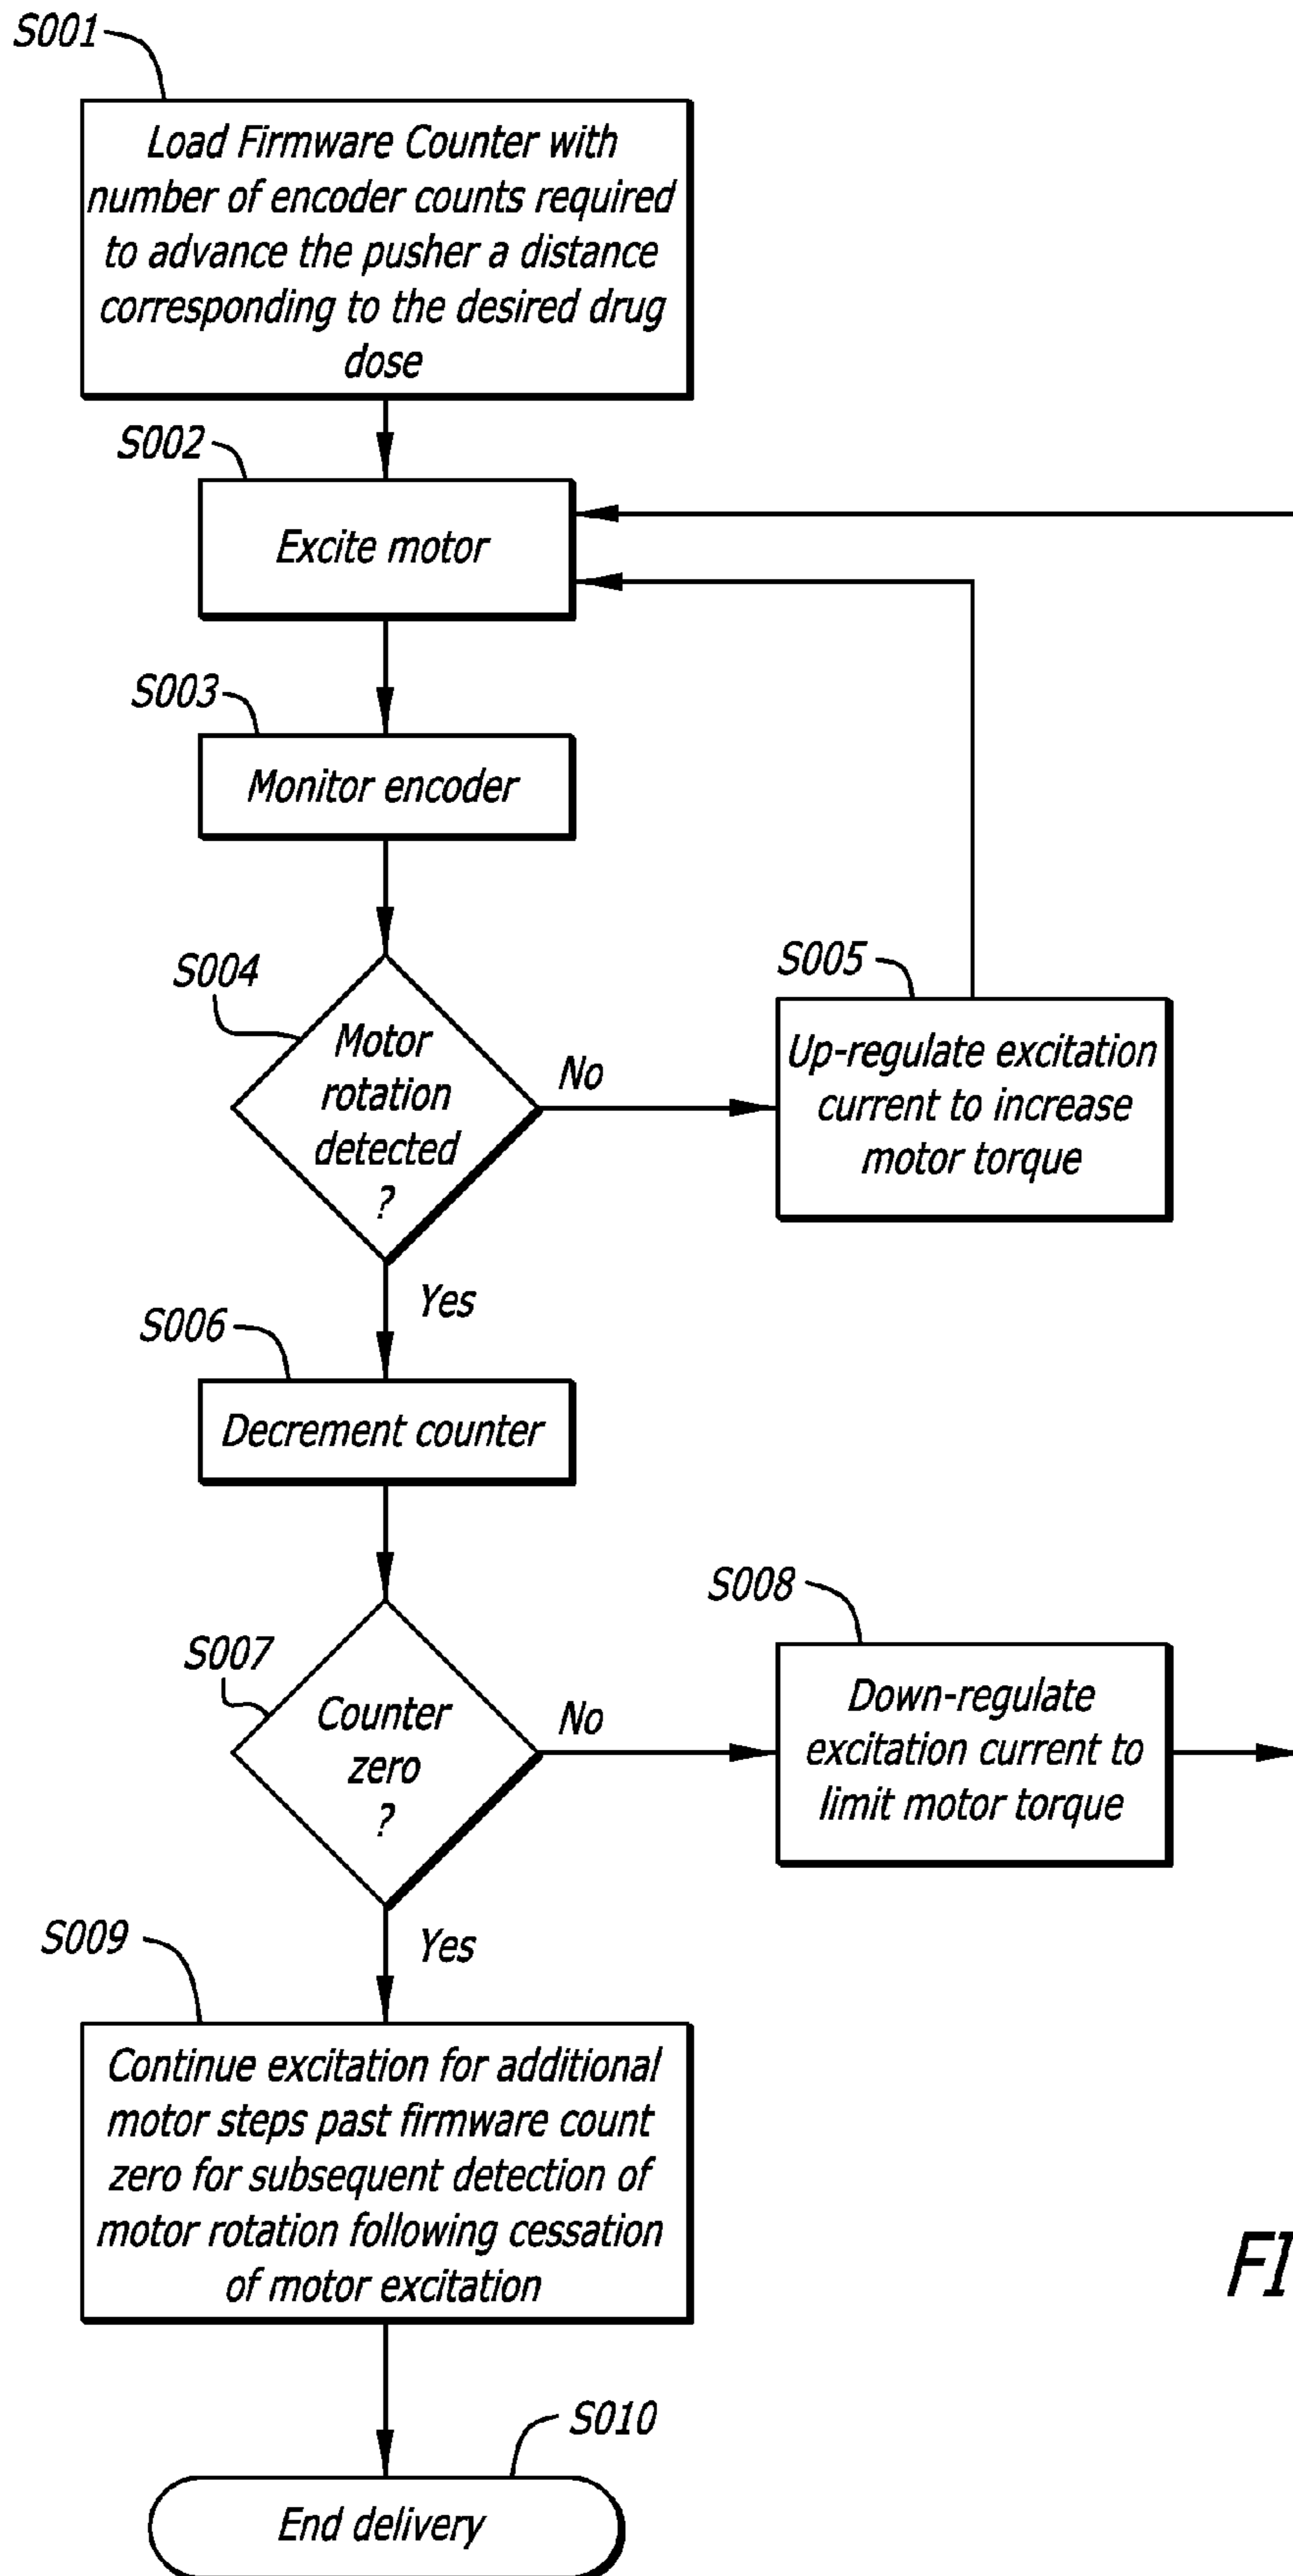 S001
Load Firmware Counter with
number of encoder counts required
to advance the pusher a distance
corresponding to the desired drug
dose
S002
Excite motor
S003
Monitor encoder
S004
Motor
rotation
detected
?
No
S005
Up-regulate excitation
current to increase
motor torque
Yes
S006
Decrement counter
S007
Counter
zero
?
No
S008
Down-regulate
excitation current to
limit motor torque
Yes
S009
Continue excitation for additional
motor steps past firmware count
zero for subsequent detection of
motor rotation following cessation
of motor excitation
FI
S010
End delivery